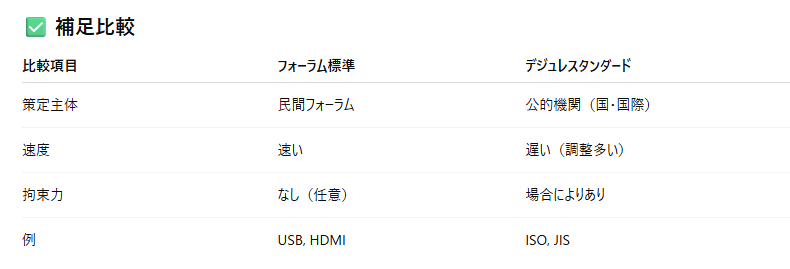 ✅ 補足比較
比較項目 フォーラム標準 デジュレスタンダード
策定主体 民間フォーラム 公的機関（国・国際）
速度 速い 遅い（調整多い）
拘束力 なし（任意） 場合によりあり
例 USB, HDMI ISO, JIS